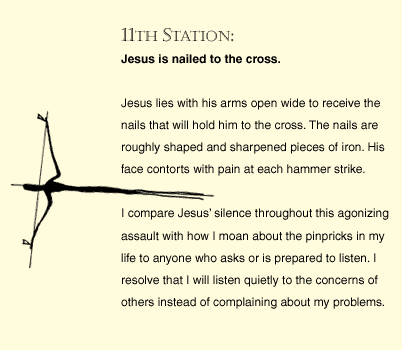 11TH STATION:
Jesus is nailed to the cross.
Jesus lies with his arms open wide to receive the
nails that will hold him to the cross. The nails are
roughly shaped and sharpened pieces of iron. His
face contorts with pain at each hammer strike.
I compare Jesus' silence throughout this agonizing
assault with how I moan about the pinpricks in my
life to anyone who asks or is prepared to listen. I
resolve that I will listen quietly to the concerns of
others instead of complaining about my problems.